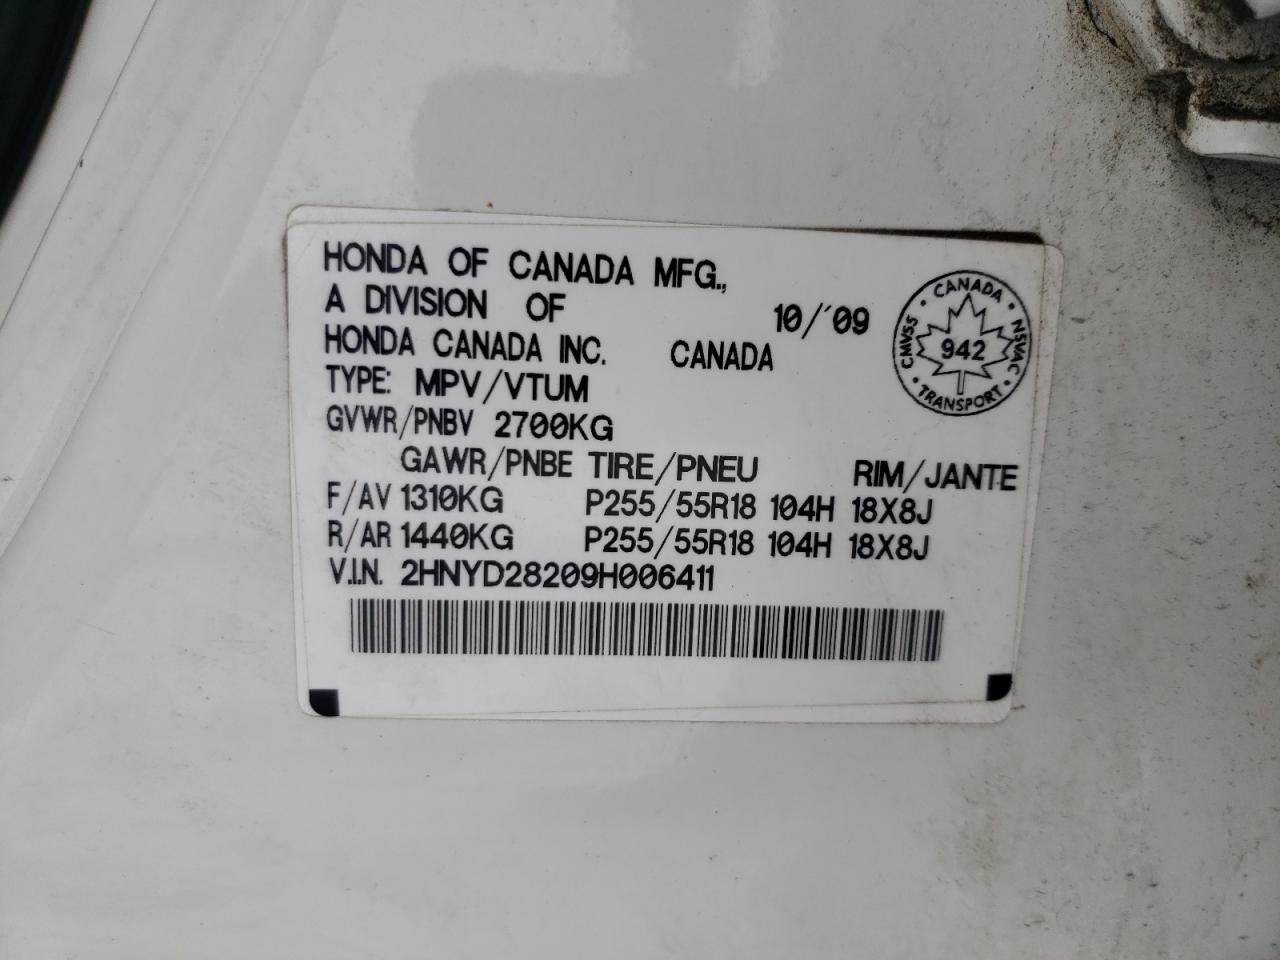 HONDA OF CANADA MFG.,
A DIVISION OF
10/'09
HONDA CANADA INC. CANADA
TYPE: MPV/VTUM
GVWR/PNBV 2700KG
GAWR/PNBE TIRE/PNEU RIM/JANTE
F/AV 1310KG P255/55R18 104H 18X8J
R/AR 1440KG P255/55R18 104H 18X8J
V.I.N. 2HNYD28209H006411
CANADA
CMVSS 942 NSVAC
TRANSPORT